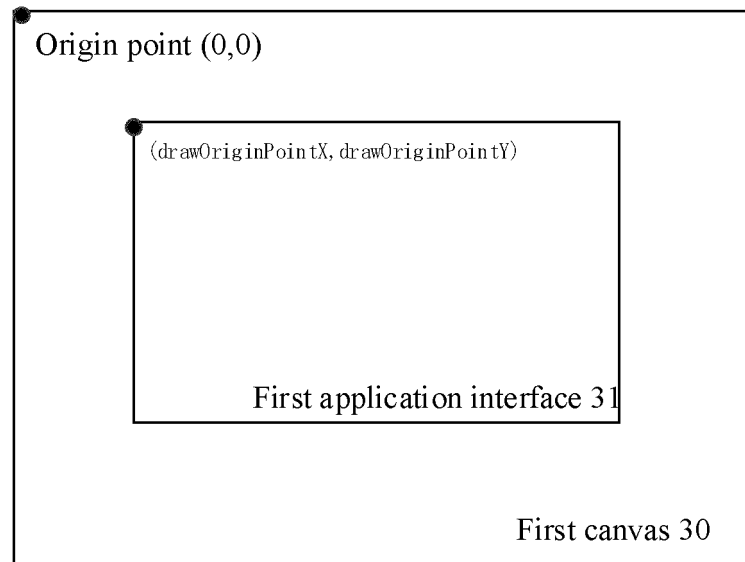 Origin point (0,0)
(drawOriginPointX,drawOriginPointY)
First application interface 31
First canvas 30